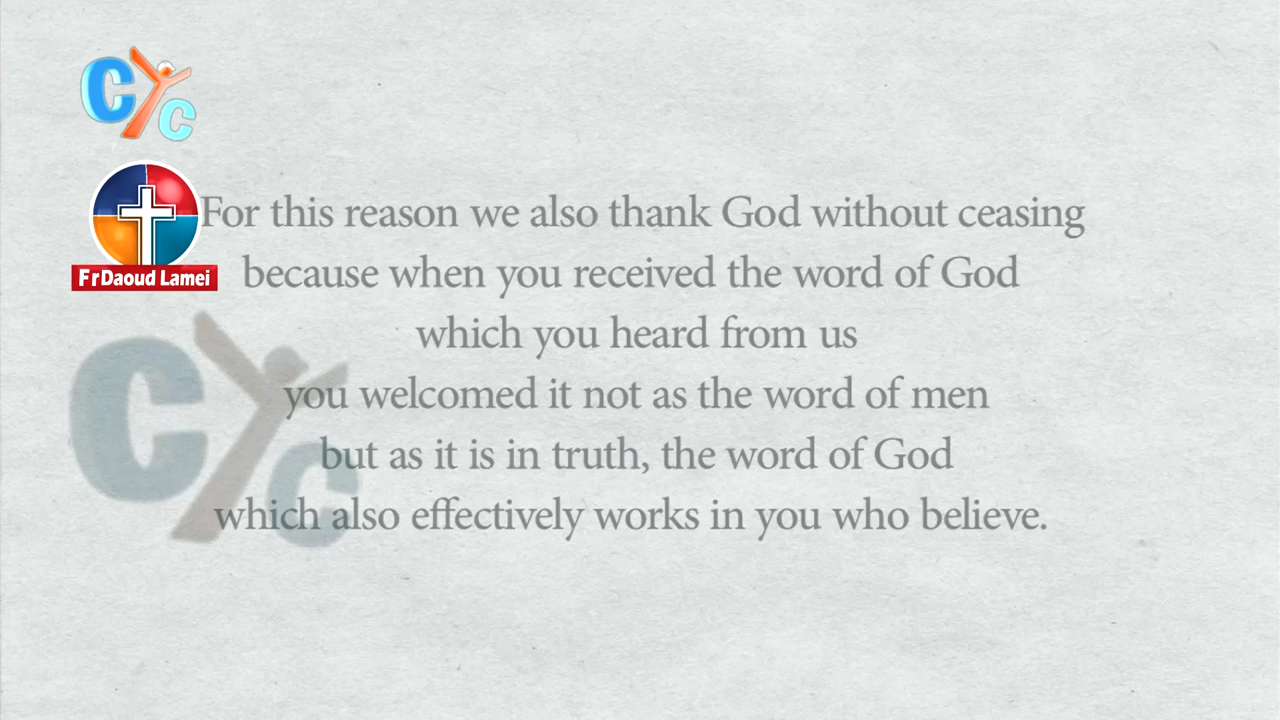 CYC
FrDaoud Lamei
For this reason we also thank God without ceasing
because when you received the word of God
which you heard from us
you welcomed it not as the word of men
but as it is in truth, the word of God
which also effectively works in you who believe.
CYC